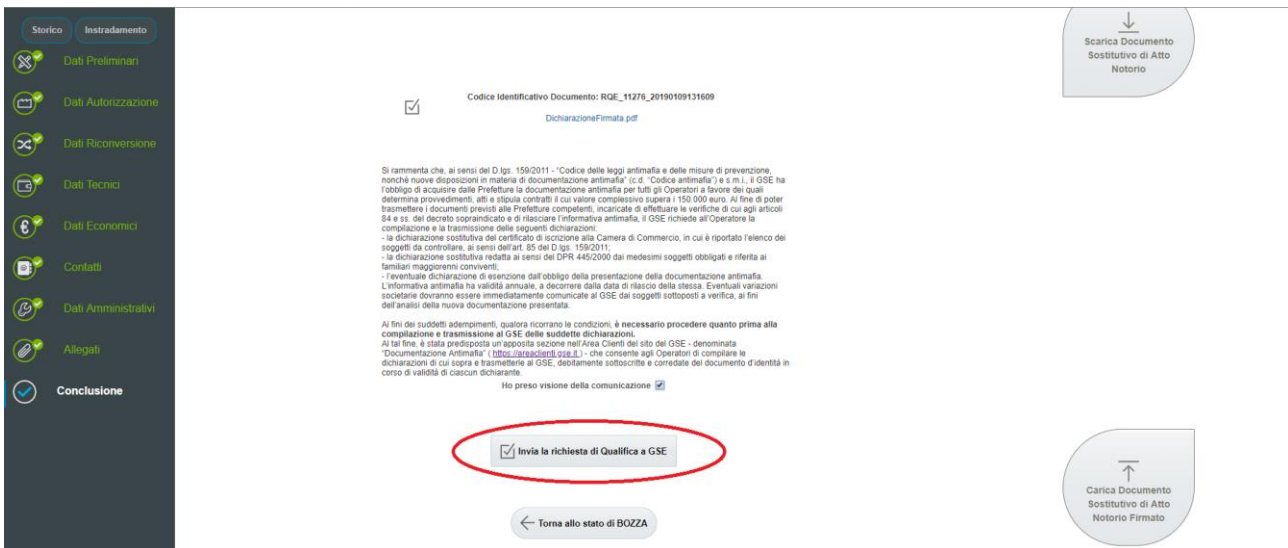 Storico
Instradamento
Dati Preliminari
Dati Autorizzazione
Dati Riconversione
Dati Tecnici
Dati Economici
Contatti
Dati Amministrativi
Allegati
Conclusione
Scarica Documento
Sostitutivo di Atto
Notorio
Codice Identificativo Documento: RQE_11276_20190109131609
DichiarazioneFirmata.pdf
Si rammenta che, ai sensi del D.lgs. 159/2011 - "Codice delle leggi antimafia e delle misure di prevenzione,
nonchè nuove disposizioni in materia di documentazione antimafia" (c.d. "Codice antimafia") e s.m.i., il GSE ha
l'obbligo di acquisire dalle Prefetture la documentazione antimafia per tutti gli Operatori a favore dei quali
determina provvedimenti, atti e stipula contratti il cui valore complessivo supera i 150.000 euro. Al fine di poter
trasmettere i documenti previsti alle Prefetture competenti, incaricate di effettuare le verifiche di cui agli articoli
84 e ss. del decreto sopraindicato e di rilasciare l'informativa antimafia, il GSE richiede all'Operatore la
compilazione e la trasmissione delle seguenti dichiarazioni:
- la dichiarazione sostitutiva del certificato di iscrizione alla Camera di Commercio, in cui è riportato l'elenco dei
soggetti da controllare, ai sensi dell'art. 85 del D.lgs. 159/2011;
- la dichiarazione sostitutiva redatta ai sensi del DPR 445/2000 dai medesimi soggetti obbligati e riferita ai
familiari maggiorenni conviventi;
- l'eventuale dichiarazione di esenzione dall'obbligo della presentazione della documentazione antimafia.
L'informativa antimafia ha validità annuale, a decorrere dalla data di rilascio della stessa. Eventuali variazioni
societarie dovranno essere immediatamente comunicate al GSE dai soggetti sottoposti a verifica, ai fini
dell'analisi della nuova documentazione presentata.
Ai fini dei suddetti adempimenti, qualora ricorrano le condizioni, è necessario procedere quanto prima alla
compilazione e trasmissione al GSE delle suddette dichiarazioni.
Al tal fine, è stata predisposta un'apposita sezione nell'Area Clienti del sito del GSE - denominata
"Documentazione Antimafia" ( https://areaclienti.gse.it ) - che consente agli Operatori di compilare le
dichiarazioni di cui sopra e trasmetterle al GSE, debitamente sottoscritte e corredate del documento d'identità in
corso di validità di ciascun dichiarante.
Ho preso visione della comunicazione
Invia la richiesta di Qualifica a GSE
Torna allo stato di BOZZA
Carica Documento
Sostitutivo di Atto
Notorio Firmato